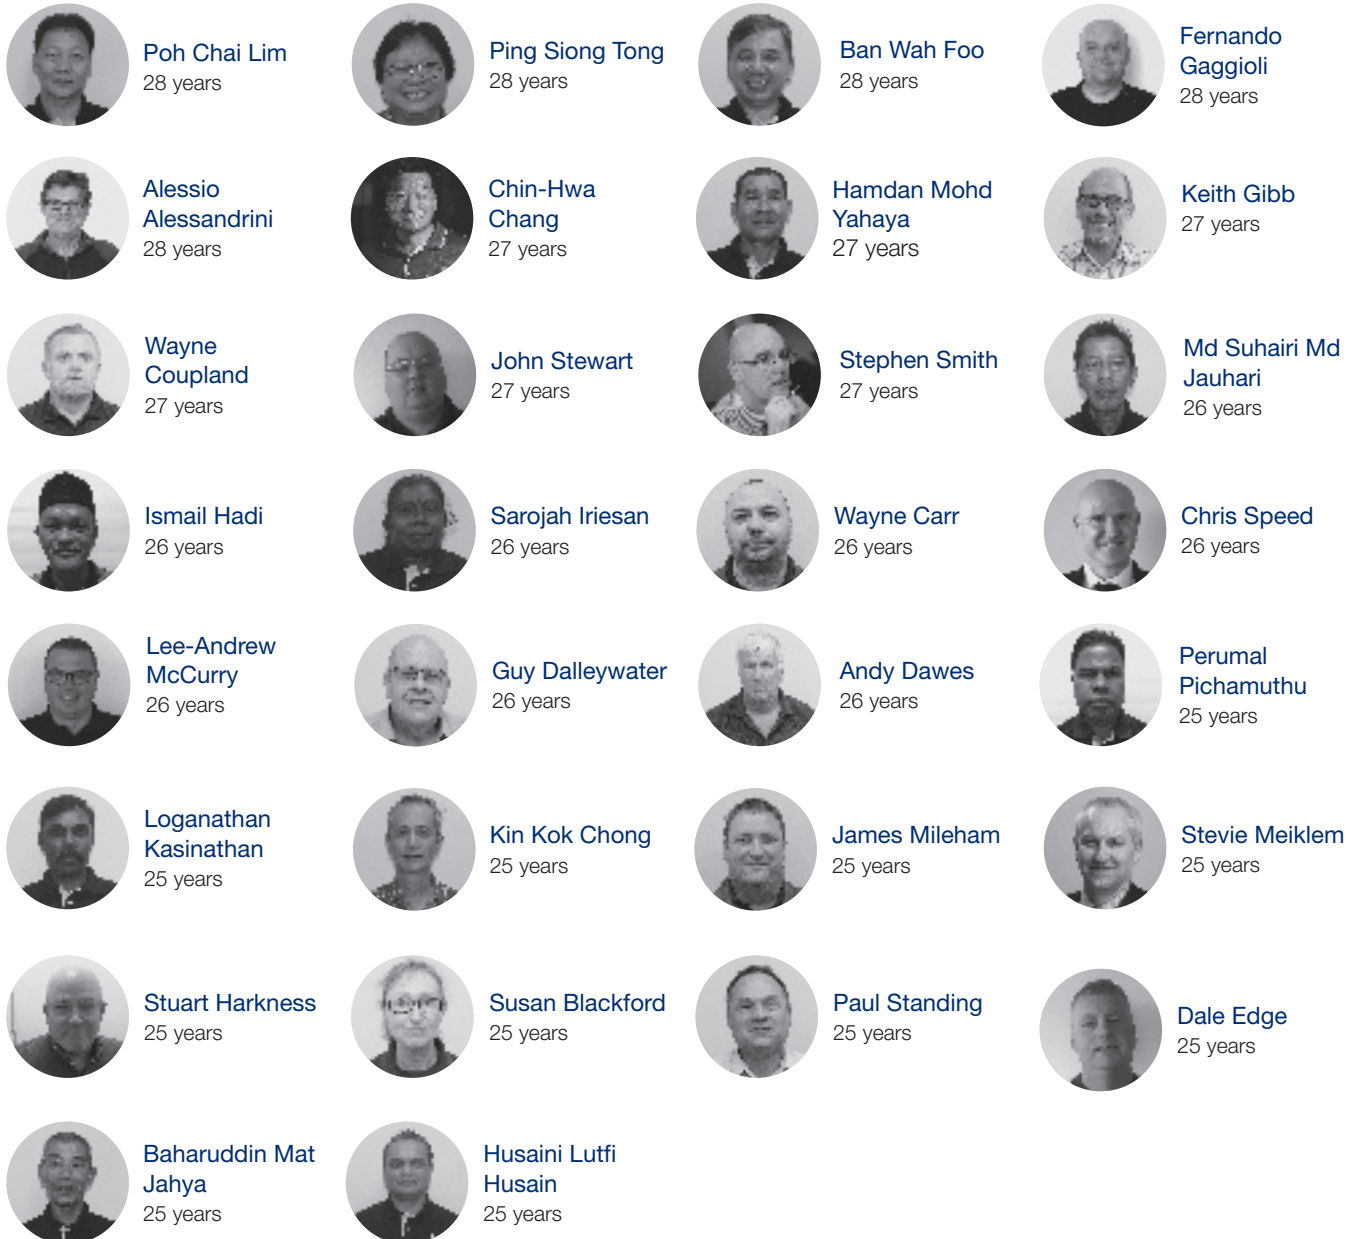 Poh Chai Lim
28 years
Ping Siong Tong
28 years
Ban Wah Foo
28 years
Fernando
Gaggioli
28 years
Alessio
Alessandrini
28 years
Chin-Hwa
Chang
27 years
Hamdan Mohd
Yahaya
27 years
Keith Gibb
27 years
Wayne
Coupland
27 years
John Stewart
27 years
Stephen Smith
27 years
Md Suhairi Md
Jauhari
26 years
Ismail Hadi
26 years
Sarojah Iriesan
26 years
Wayne Carr
26 years
Chris Speed
26 years
Lee-Andrew
McCurry
26 years
Guy Dalleywater
26 years
Andy Dawes
26 years
Perumal
Pichamuthu
25 years
Loganathan
Kasinathan
25 years
Kin Kok Chong
25 years
James Mileham
25 years
Stevie Meiklem
25 years
Stuart Harkness
25 years
Susan Blackford
25 years
Paul Standing
25 years
Dale Edge
25 years
Baharuddin Mat
Jahya
25 years
Husaini Lutfi
Husain
25 years